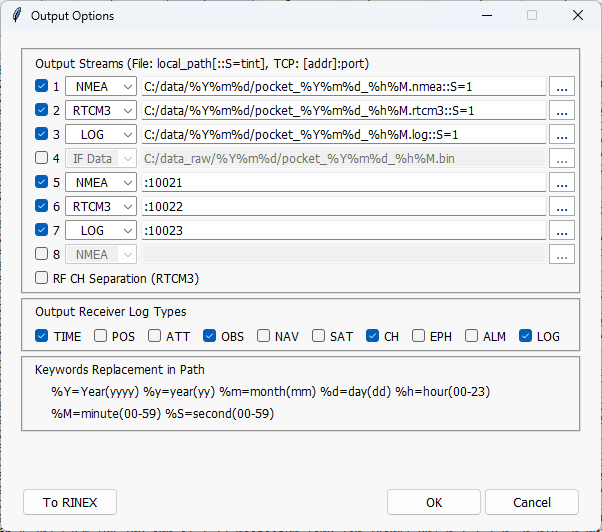 Output Options
Output Streams (File: local_path[::S=tint], TCP: [addr]:port)
1 NMEA C:/data/%Y%m%d/pocket_%Y%m%d_%h%M.nmea::S=1 ...
2 RTCM3 C:/data/%Y%m%d/pocket_%Y%m%d_%h%M.rtcm3::S=1 ...
3 LOG C:/data/%Y%m%d/pocket_%Y%m%d_%h%M.log::S=1 ...
4 IF Data C:/data_raw/%Y%m%d/pocket_%Y%m%d_%h%M.bin ...
5 NMEA :10021 ...
6 RTCM3 :10022 ...
7 LOG :10023 ...
8 NMEA ...
RF CH Separation (RTCM3)
Output Receiver Log Types
TIME POS ATT OBS NAV SAT CH EPH ALM LOG
Keywords Replacement in Path
%Y=Year(yyyy) %y=year(yy) %m=month(mm) %d=day(dd) %h=hour(00-23)
%M=minute(00-59) %S=second(00-59)
To RINEX OK Cancel